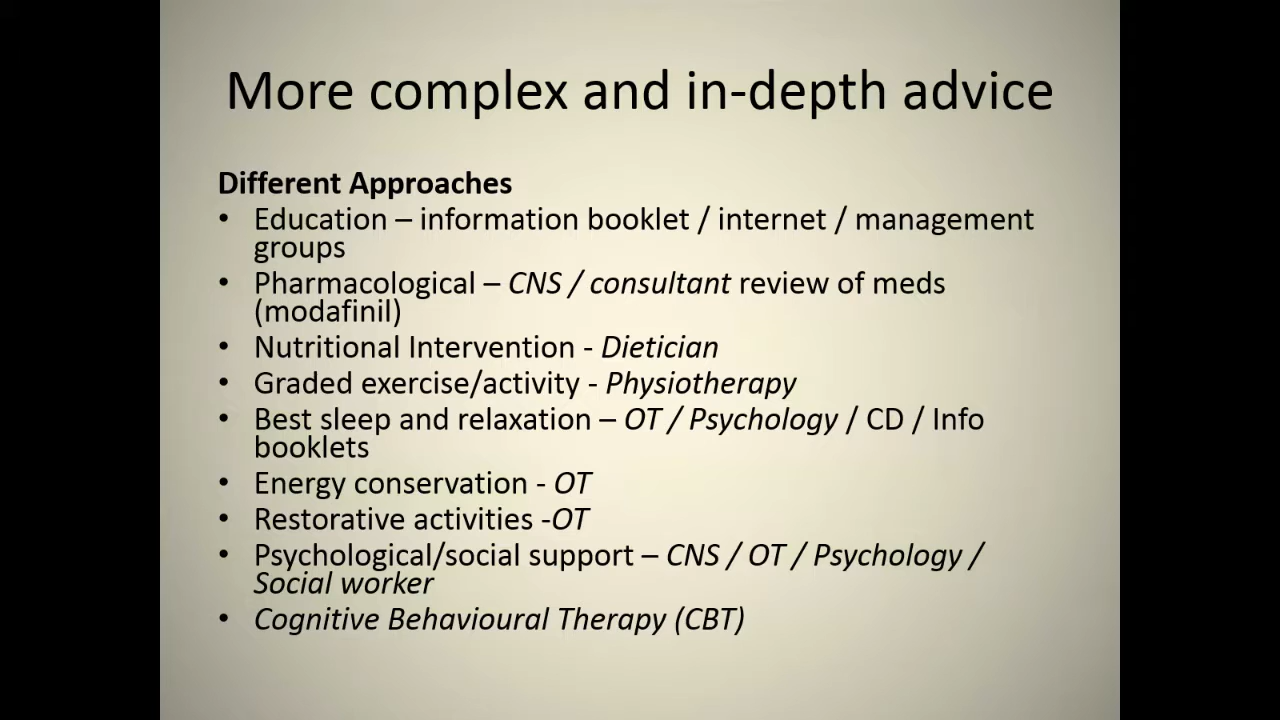 More complex and in-depth advice
Different Approaches
• Education – information booklet / internet / management
groups
• Pharmacological – CNS / consultant review of meds
(modafinil)
• Nutritional Intervention - Dietician
• Graded exercise/activity - Physiotherapy
• Best sleep and relaxation – OT / Psychology / CD / Info
booklets
• Energy conservation - OT
• Restorative activities -OT
• Psychological/social support – CNS / OT / Psychology /
Social worker
• Cognitive Behavioural Therapy (CBT)